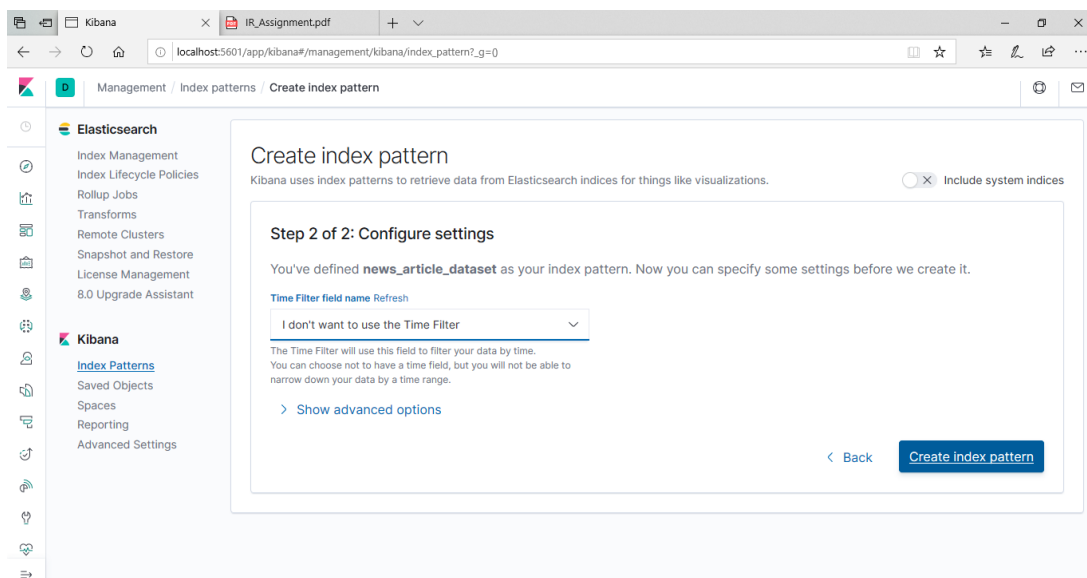 Kibana
IR_Assignment.pdf
localhost:5601/app/kibana#/management/kibana/index_pattern?_g=()
D
Management / Index patterns / Create index pattern
Elasticsearch
Index Management
Index Lifecycle Policies
Rollup Jobs
Transforms
Remote Clusters
Snapshot and Restore
License Management
8.0 Upgrade Assistant
Kibana
Index Patterns
Saved Objects
Spaces
Reporting
Advanced Settings
Create index pattern
Kibana uses index patterns to retrieve data from Elasticsearch indices for things like visualizations.
Include system indices
Step 2 of 2: Configure settings
You've defined news_article_dataset as your index pattern. Now you can specify some settings before we create it.
Time Filter field name Refresh
I don't want to use the Time Filter
The Time Filter will use this field to filter your data by time.
You can choose not to have a time field, but you will not be able to
narrow down your data by a time range.
Show advanced options
Back
Create index pattern